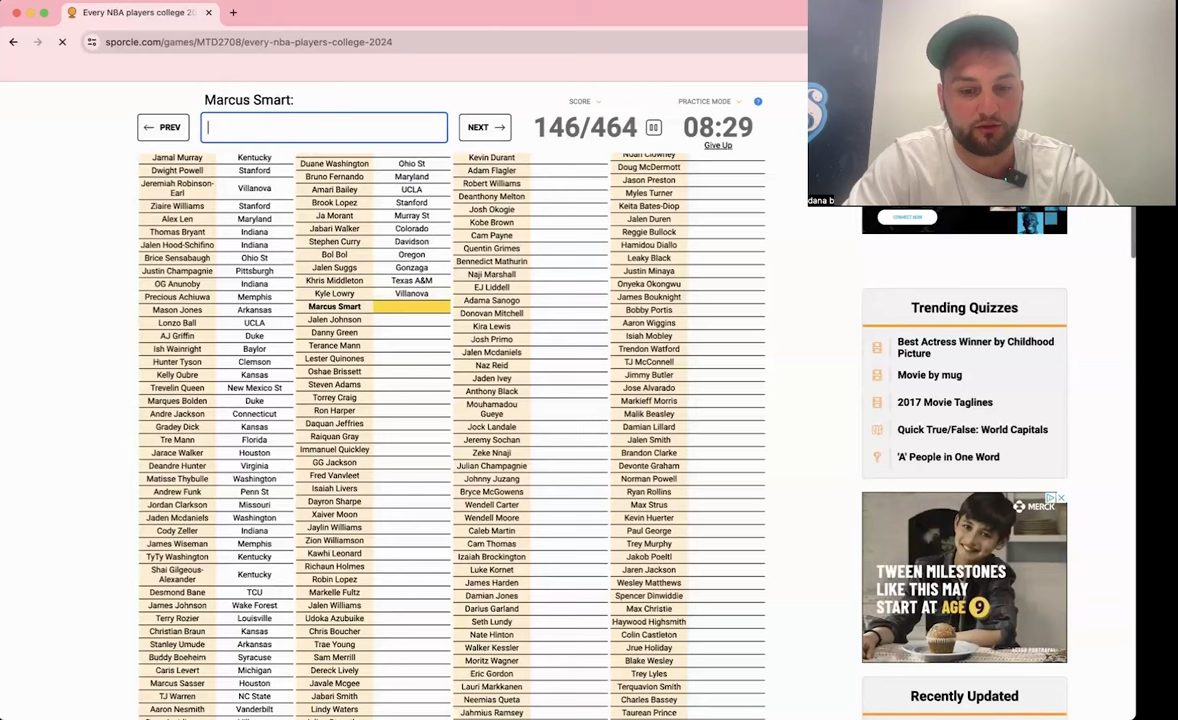 Every NBA players college 20
sporcle.com/games/MTD2708/every-nba-players-college-2024
Marcus Smart:
PREV
NEXT
SCORE
146/464
PRACTICE MODE
08:29
Give Up
Jamal Murray Kentucky
Dwight Powell Stanford
Jeremiah Robinson-
Earl
Villanova
Ziaire Williams Stanford
Alex Len Maryland
Thomas Bryant Indiana
Jalen Hood-Schifino Indiana
Brice Sensabaugh Ohio St
Justin Champagnie Pittsburgh
OG Anunoby Indiana
Precious Achiuwa Memphis
Mason Jones Arkansas
Lonzo Ball UCLA
AJ Griffin Duke
Ish Wainright Baylor
Hunter Tyson Clemson
Kelly Oubre Kansas
Trevelin Queen New Mexico St
Marques Bolden Duke
Andre Jackson Connecticut
Gradey Dick Kansas
Tre Mann Florida
Jarace Walker Houston
Deandre Hunter Virginia
Matisse Thybulle Washington
Andrew Funk Penn St
Jordan Clarkson Missouri
Jaden Mcdaniels Washington
Cody Zeller Indiana
James Wiseman Memphis
TyTy Washington Kentucky
Shai Gilgeous-
Alexander
Kentucky
Desmond Bane TCU
James Johnson Wake Forest
Terry Rozier Louisville
Christian Braun Kansas
Stanley Umude Arkansas
Buddy Boeheim Syracuse
Caris Levert Michigan
Marcus Sasser Houston
TJ Warren NC State
Aaron Nesmith Vanderbilt
Duane Washington Ohio St
Bruno Fernando Maryland
Amari Bailey UCLA
Brook Lopez Stanford
Ja Morant Murray St
Jabari Walker Colorado
Stephen Curry Davidson
Bol Bol Oregon
Jalen Suggs Gonzaga
Khris Middleton Texas A&M
Kyle Lowry Villanova
Marcus Smart
Jalen Johnson
Danny Green
Terance Mann
Lester Quinones
Oshae Brissett
Steven Adams
Torrey Craig
Ron Harper
Daquan Jeffries
Raiquan Gray
Immanuel Quickley
GG Jackson
Fred Vanvleet
Isaiah Livers
Dayron Sharpe
Xaiver Moon
Jaylin Williams
Zion Williamson
Kawhi Leonard
Richaun Holmes
Robin Lopez
Markelle Fultz
Jalen Williams
Udoka Azubuike
Chris Boucher
Trae Young
Sam Merrill
Dereck Lively
Javale Mcgee
Jabari Smith
Lindy Waters
Kevin Durant
Adam Flagler
Robert Williams
Deanthony Melton
Josh Okogie
Kobe Brown
Cam Payne
Quentin Grimes
Bennedict Mathurin
Naji Marshall
EJ Liddell
Adama Sanogo
Donovan Mitchell
Kira Lewis
Josh Primo
Jalen Mcdaniels
Naz Reid
Jaden Ivey
Anthony Black
Mouhamadou
Gueye
Jock Landale
Jeremy Sochan
Zeke Nnaji
Julian Champagnie
Johnny Juzang
Bryce McGowens
Wendell Carter
Wendell Moore
Caleb Martin
Cam Thomas
Izaiah Brockington
Luke Kornet
James Harden
Damian Jones
Darius Garland
Seth Lundy
Nate Hinton
Walker Kessler
Moritz Wagner
Eric Gordon
Lauri Markkanen
Neemias Queta
Jahmius Ramsey
Noah Clowney
Doug McDermott
Jason Preston
Myles Turner
Keita Bates-Diop
Jalen Duren
Reggie Bullock
Hamidou Diallo
Leaky Black
Justin Minaya
Onyeka Okongwu
James Bouknight
Bobby Portis
Aaron Wiggins
Isiah Mobley
Trendon Watford
TJ McConnell
Jimmy Butler
Jose Alvarado
Markieff Morris
Malik Beasley
Damian Lillard
Jalen Smith
Brandon Clarke
Devonte Graham
Norman Powell
Ryan Rollins
Max Strus
Kevin Huerter
Paul George
Trey Murphy
Jakob Poeltl
Jaren Jackson
Wesley Matthews
Spencer Dinwiddie
Max Christie
Haywood Highsmith
Colin Castleton
Jrue Holiday
Blake Wesley
Trey Lyles
Terquavion Smith
Charles Bassey
Taurean Prince
dana b
CONNECT NOW
Trending Quizzes
Best Actress Winner by Childhood
Picture
Movie by mug
2017 Movie Taglines
Quick True/False: World Capitals
'A' People in One Word
MERCK
TWEEN MILESTONES
LIKE THIS MAY
START AT AGE 9
Recently Updated